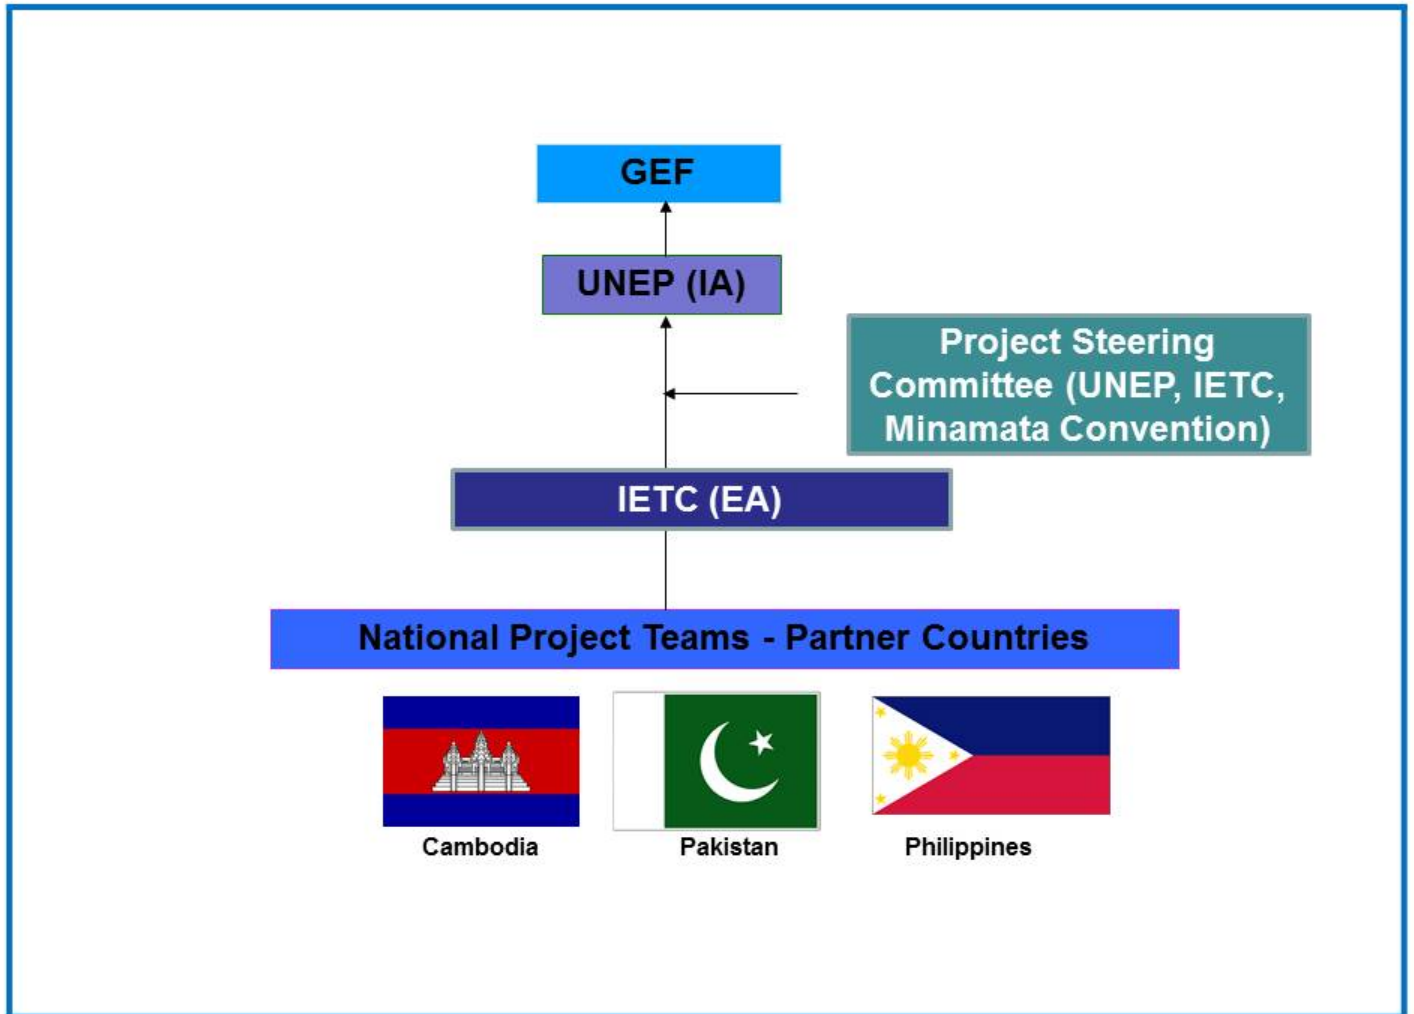 GEF
UNEP (IA)
Project Steering
Committee (UNEP, IETC,
Minamata Convention)
IETC (EA)
National Project Teams - Partner Countries
Cambodia
Pakistan
Philippines